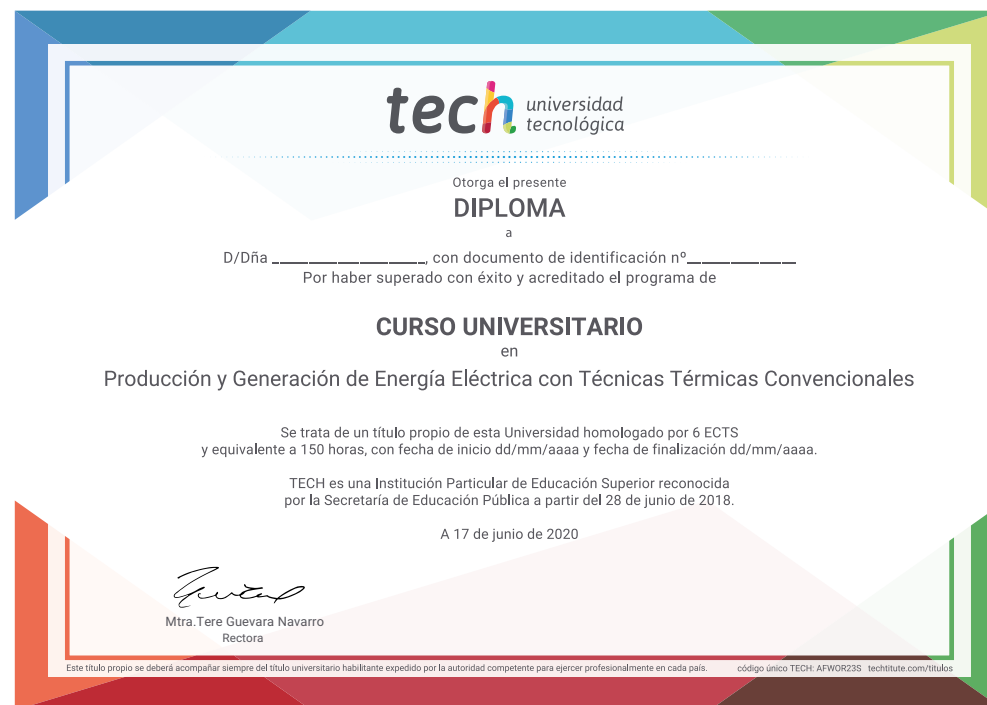 tech universidad
tecnológica
Otorga el presente
DIPLOMA
a
D/Dña _____________________, con documento de identificación nº_______________
Por haber superado con éxito y acreditado el programa de
CURSO UNIVERSITARIO
en
Producción y Generación de Energía Eléctrica con Técnicas Térmicas Convencionales
Se trata de un título propio de esta Universidad homologado por 6 ECTS
y equivalente a 150 horas, con fecha de inicio dd/mm/aaaa y fecha de finalización dd/mm/aaaa.
TECH es una Institución Particular de Educación Superior reconocida
por la Secretaría de Educación Pública a partir del 28 de junio de 2018.
A 17 de junio de 2020
Mtra.Tere Guevara Navarro
Rectora
Este título propio se deberá acompañar siempre del título universitario habilitante expedido por la autoridad competente para ejercer profesionalmente en cada país. código único TECH: AFWOR23S techtitute.com/titulos